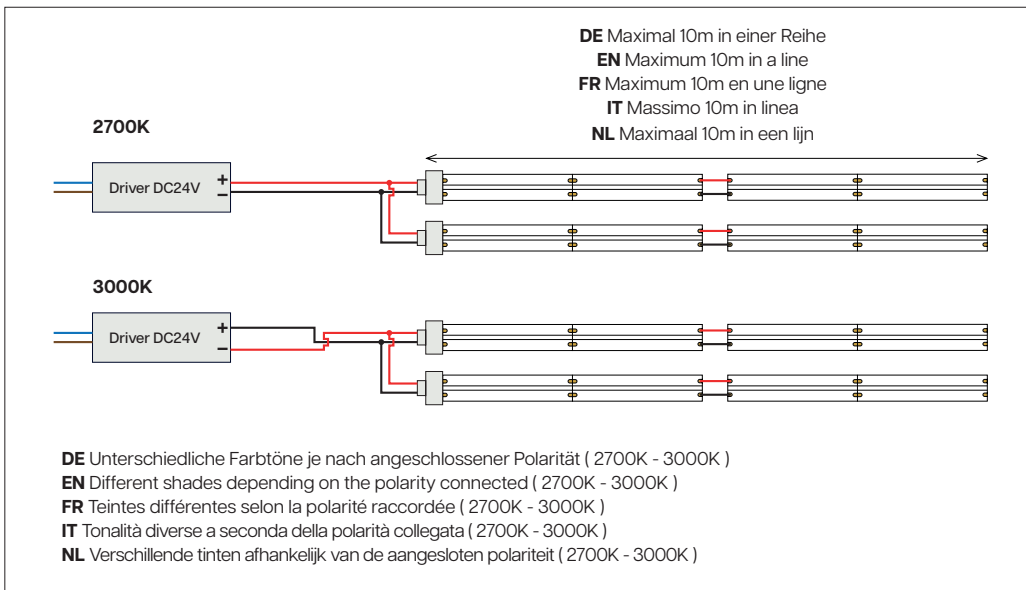 DE Maximal 10m in einer Reihe
EN Maximum 10m in a line
FR Maximum 10m en une ligne
IT Massimo 10m in linea
NL Maximaal 10m in een lijn
2700K
Driver DC24V + −
3000K
Driver DC24V + −
DE Unterschiedliche Farbtöne je nach angeschlossener Polarität ( 2700K - 3000K )
EN Different shades depending on the polarity connected ( 2700K - 3000K )
FR Teintes différentes selon la polarité raccordée ( 2700K - 3000K )
IT Tonalità diverse a seconda della polarità collegata ( 2700K - 3000K )
NL Verschillende tinten afhankelijk van de aangesloten polariteit ( 2700K - 3000K )